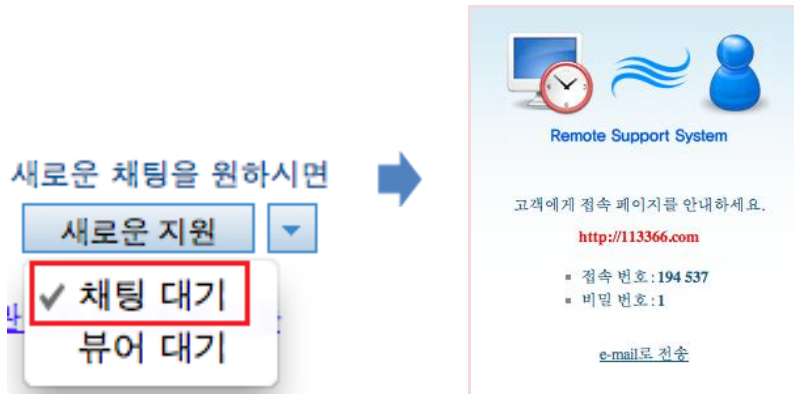 새로운 채팅을 원하시면
새로운 지원
✓ 채팅 대기
뷰어 대기
Remote Support System
고객에게 접속 페이지를 안내하세요.
http://113366.com
▪ 접속 번호 : 194 537
▪ 비밀 번호 : 1
e-mail로 전송